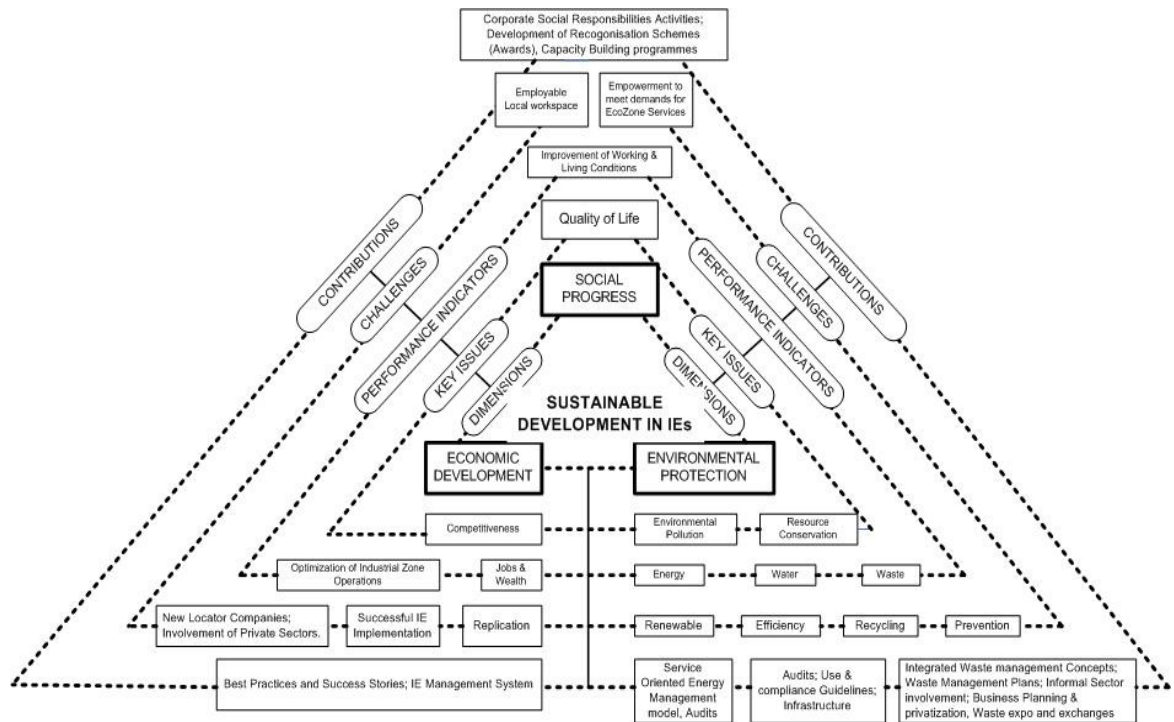 Corporate Social Responsibilities Activities;
Development of Recogonisation Schemes
(Awards), Capacity Building programmes
Employable
Local workspace
Empowerment to
meet demands for
EcoZone Services
Improvement of Working &
Living Conditions
Quality of Life
SOCIAL
PROGRESS
CONTRIBUTIONS
CHALLENGES
PERFORMANCE INDICATORS
KEY ISSUES
DIMENSIONS
DIMENSIONS
KEY ISSUES
PERFORMANCE INDICATORS
CHALLENGES
CONTRIBUTIONS
SUSTAINABLE
DEVELOPMENT IN IEs
ECONOMIC
DEVELOPMENT
ENVIRONMENTAL
PROTECTION
Competitiveness
Environmental
Pollution
Resource
Conservation
Optimization of Industrial Zone
Operations
Jobs &
Wealth
Energy
Water
Waste
New Locator Companies;
Involvement of Private Sectors.
Successful IE
Implementation
Replication
Renewable
Efficiency
Recycling
Prevention
Best Practices and Success Stories; IE Management System
Service
Oriented Energy
Management
model, Audits
Audits; Use &
compliance Guidelines;
Infrastructure
Integrated Waste management Concepts;
Waste Management Plans; Informal Sector
involvement; Business Planning &
privatization, Waste expo and exchanges